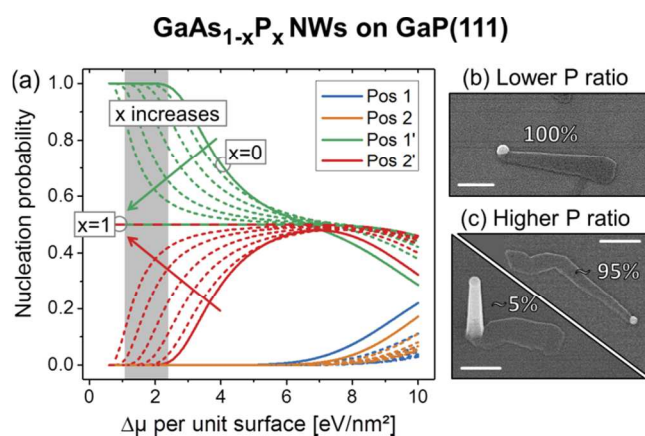 GaAs1-xPx NWs on GaP(111)
(a)
1.0
0.8
0.6
0.4
0.2
0.0
Nucleation probability
x increases
x=0
x=1
Pos 1
Pos 2
Pos 1'
Pos 2'
0 2 4 6 8 10
Δμ per unit surface [eV/nm²]
(b) Lower P ratio
100%
(c) Higher P ratio
~ 95%
~ 5%